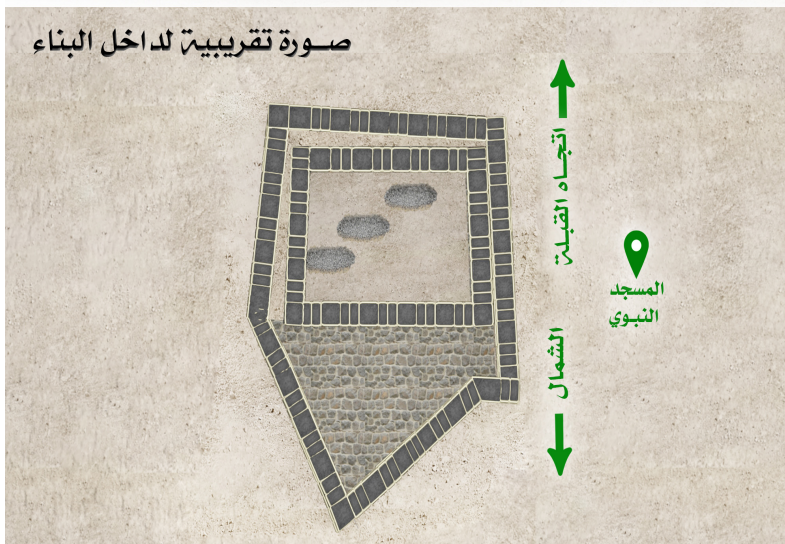 صورة تقريبية لداخل البناء
اتجاه القبلة
المسجد
النبوي
الشمال